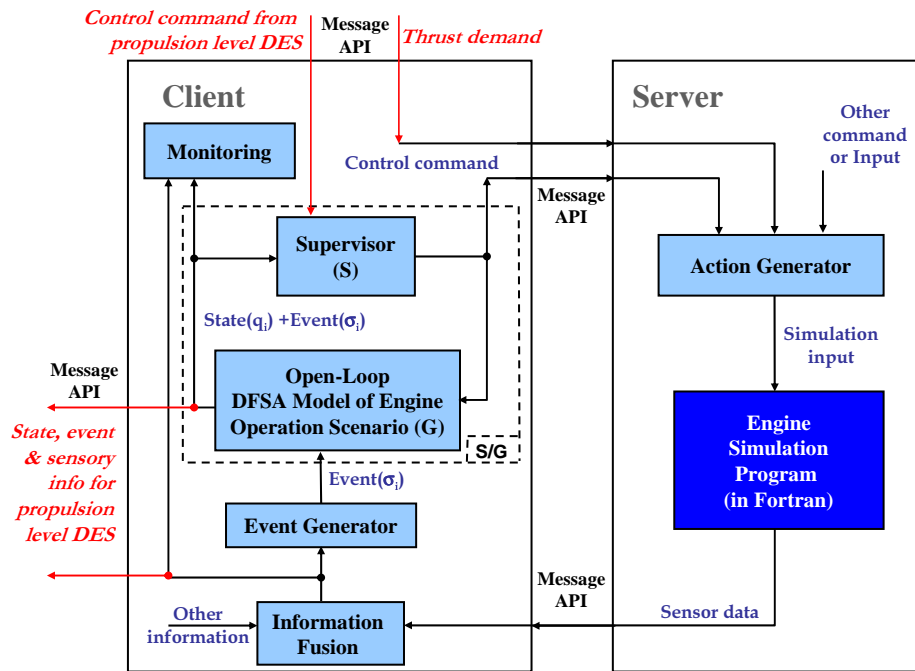 Control command from
propulsion level DES
Message
API
Thrust demand
Client
Server
Monitoring
Control command
Other
command
or Input
Message
API
Supervisor
(S)
Action Generator
State(qi) +Event(σi)
Simulation
input
Message
API
Open-Loop
DFSA Model of Engine
Operation Scenario (G)
S/G
Engine
Simulation
Program
(in Fortran)
State, event
& sensory
info for
propulsion
level DES
Event(σi)
Event Generator
Message
API
Other
information
Information
Fusion
Sensor data